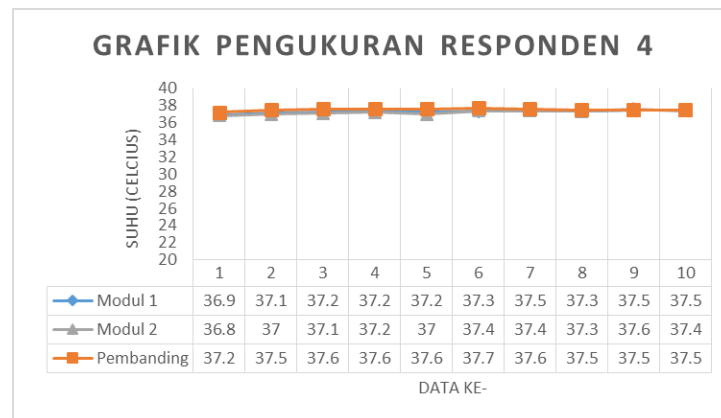 GRAFIK PENGUKURAN RESPONDEN 4
SUHU (CELCIUS)
40
38
36
34
32
30
28
26
24
22
20
1 2 3 4 5 6 7 8 9 10
Modul 1 36.9 37.1 37.2 37.2 37.2 37.3 37.5 37.3 37.5 37.5
Modul 2 36.8 37 37.1 37.2 37 37.4 37.4 37.3 37.6 37.4
Pembanding 37.2 37.5 37.6 37.6 37.6 37.7 37.6 37.5 37.5 37.5
DATA KE-